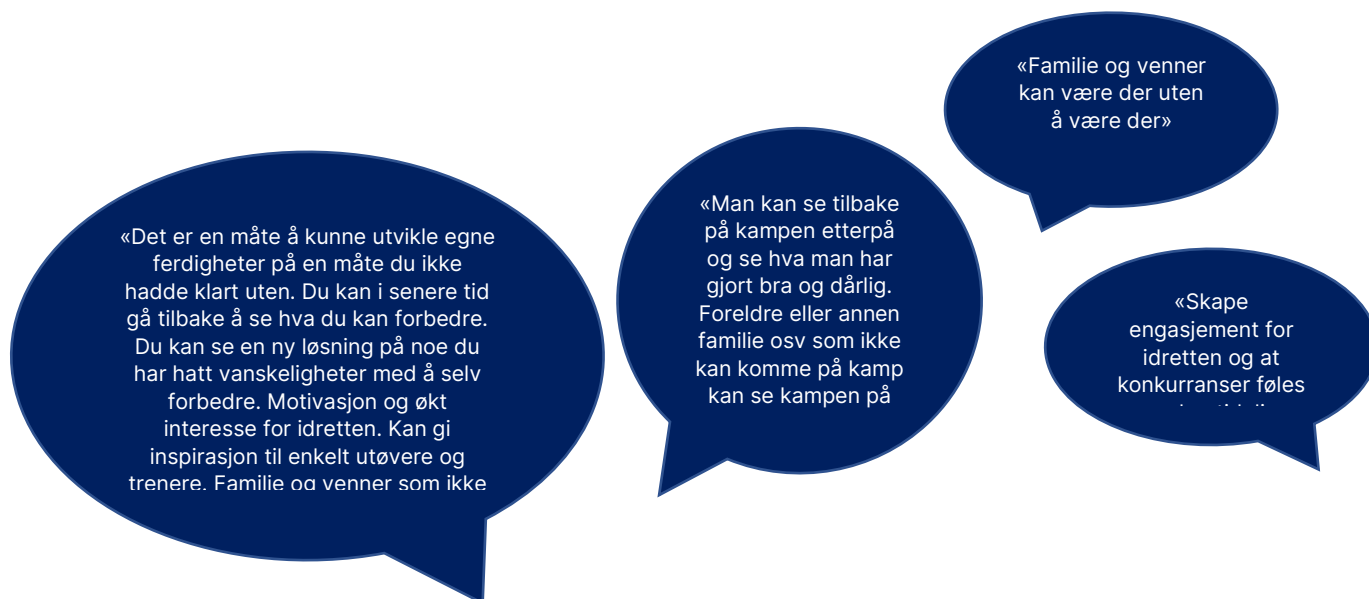 «Det er en måte å kunne utvikle egne
ferdigheter på en måte du ikke
hadde klart uten. Du kan i senere tid
gå tilbake å se hva du kan forbedre.
Du kan se en ny løsning på noe du
har hatt vanskeligheter med å selv
forbedre. Motivasjon og økt
interesse for idretten. Kan gi
inspirasjon til enkelt utøvere og
trenere. Familie og venner som ikke
«Man kan se tilbake
på kampen etterpå
og se hva man har
gjort bra og dårlig.
Foreldre eller annen
familie osv som ikke
kan komme på kamp
kan se kampen på
«Familie og venner
kan være der uten
å være der»
«Skape
engasjement for
idretten og at
konkurranser føles